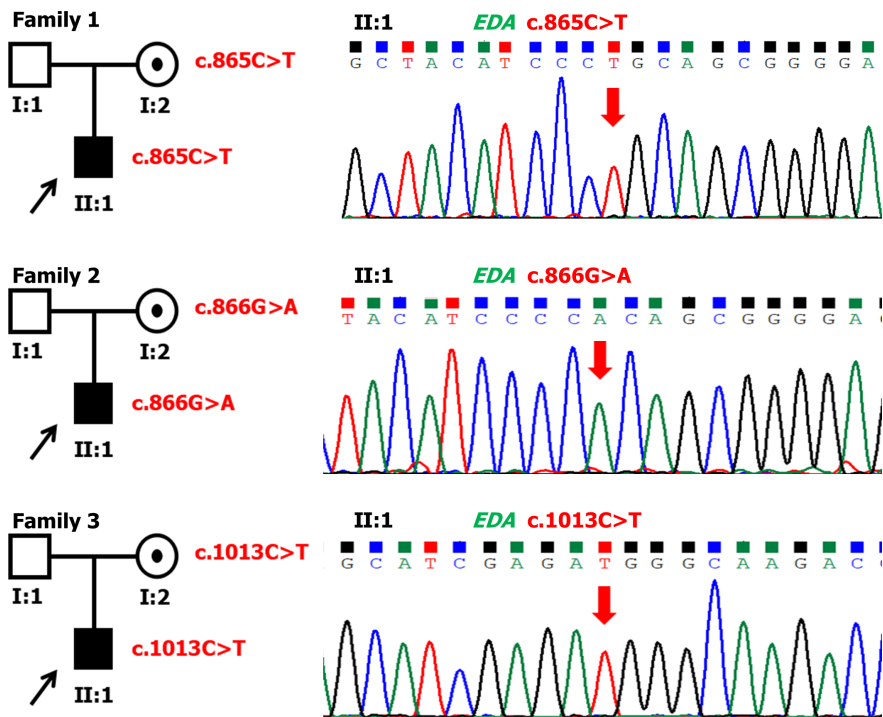 Family 1
c.865C>T
I:1
I:2
c.865C>T
II:1
II:1 EDA c.865C>T
G C T A C A T C C C T G C A G C G G G G A
Family 2
c.866G>A
I:1
I:2
c.866G>A
II:1
II:1 EDA c.866G>A
T A C A T C C C C A C A G C G G G G A
Family 3
c.1013C>T
I:1
I:2
c.1013C>T
II:1
II:1 EDA c.1013C>T
G C A T C G A G A T G G G C A A G A C